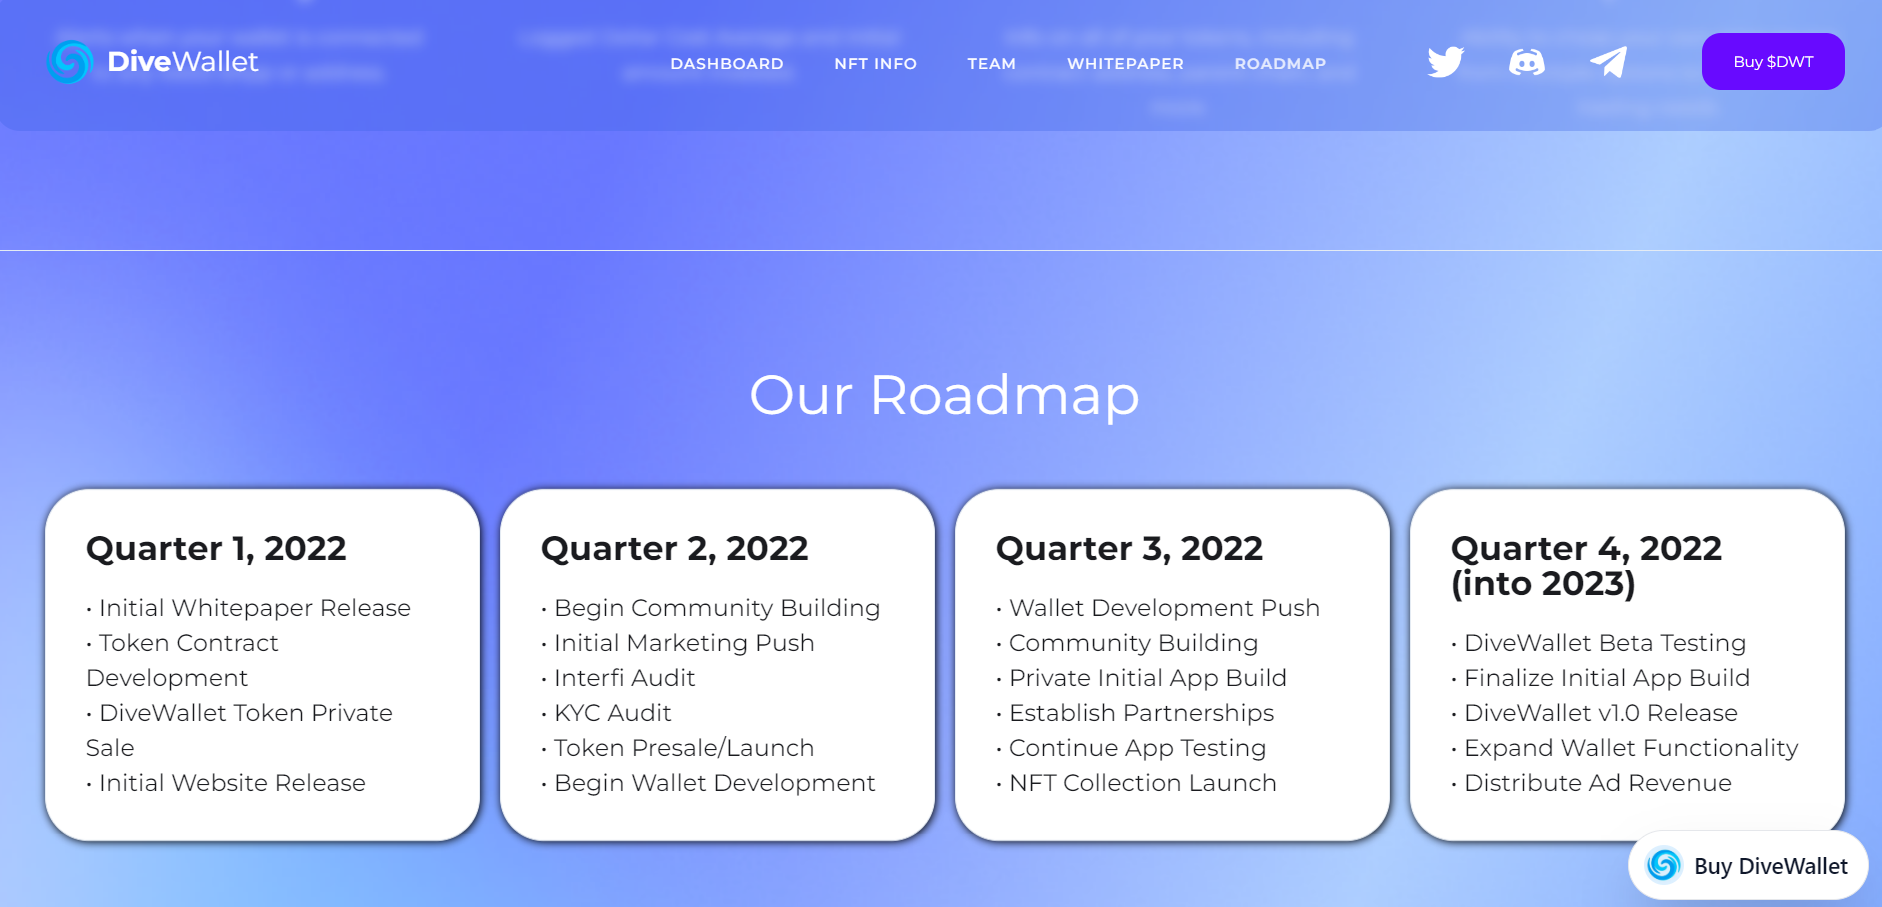 DiveWallet
DASHBOARD
NFT INFO
TEAM
WHITEPAPER
ROADMAP
Buy $DWT
Our Roadmap
Quarter 1, 2022
• Initial Whitepaper Release
• Token Contract
Development
• DiveWallet Token Private
Sale
• Initial Website Release
Quarter 2, 2022
• Begin Community Building
• Initial Marketing Push
• Interfi Audit
• KYC Audit
• Token Presale/Launch
• Begin Wallet Development
Quarter 3, 2022
• Wallet Development Push
• Community Building
• Private Initial App Build
• Establish Partnerships
• Continue App Testing
• NFT Collection Launch
Quarter 4, 2022
(into 2023)
• DiveWallet Beta Testing
• Finalize Initial App Build
• DiveWallet v1.0 Release
• Expand Wallet Functionality
• Distribute Ad Revenue
Buy DiveWallet